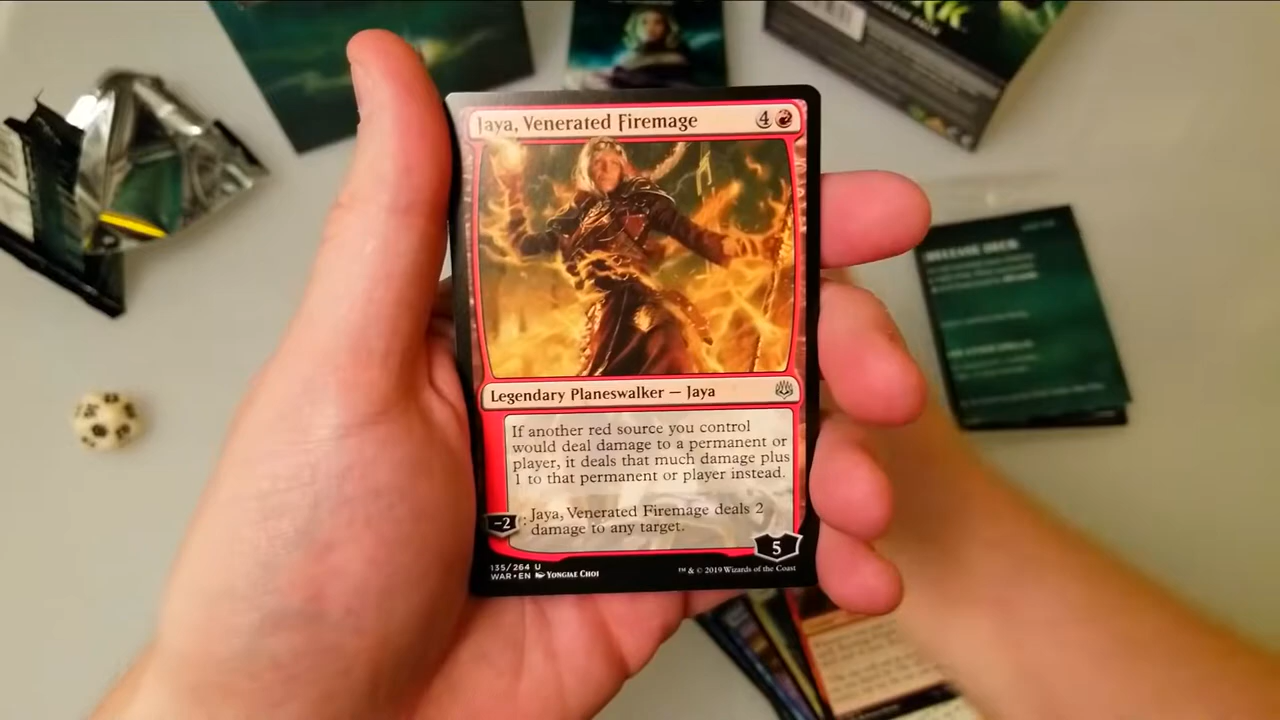 Jaya, Venerated Firemage 4
Legendary Planeswalker — Jaya
If another red source you control
would deal damage to a permanent or
player, it deals that much damage plus
1 to that permanent or player instead.
-2 : Jaya, Venerated Firemage deals 2
damage to any target.
5
135/264 U
WAR • EN Yongjae Choi
™ & © 2019 Wizards of the Coast